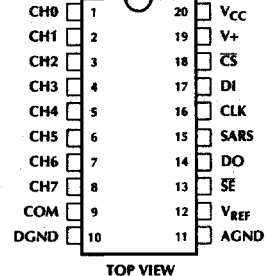 CH0 1 20 VCC
CH1 2 19 V+
CH2 3 18 C̅S̅
CH3 4 17 DI
CH4 5 16 CLK
CH5 6 15 SARS
CH6 7 14 DO
CH7 8 13 S̅E̅
COM 9 12 VREF
DGND 10 11 AGND
TOP VIEW